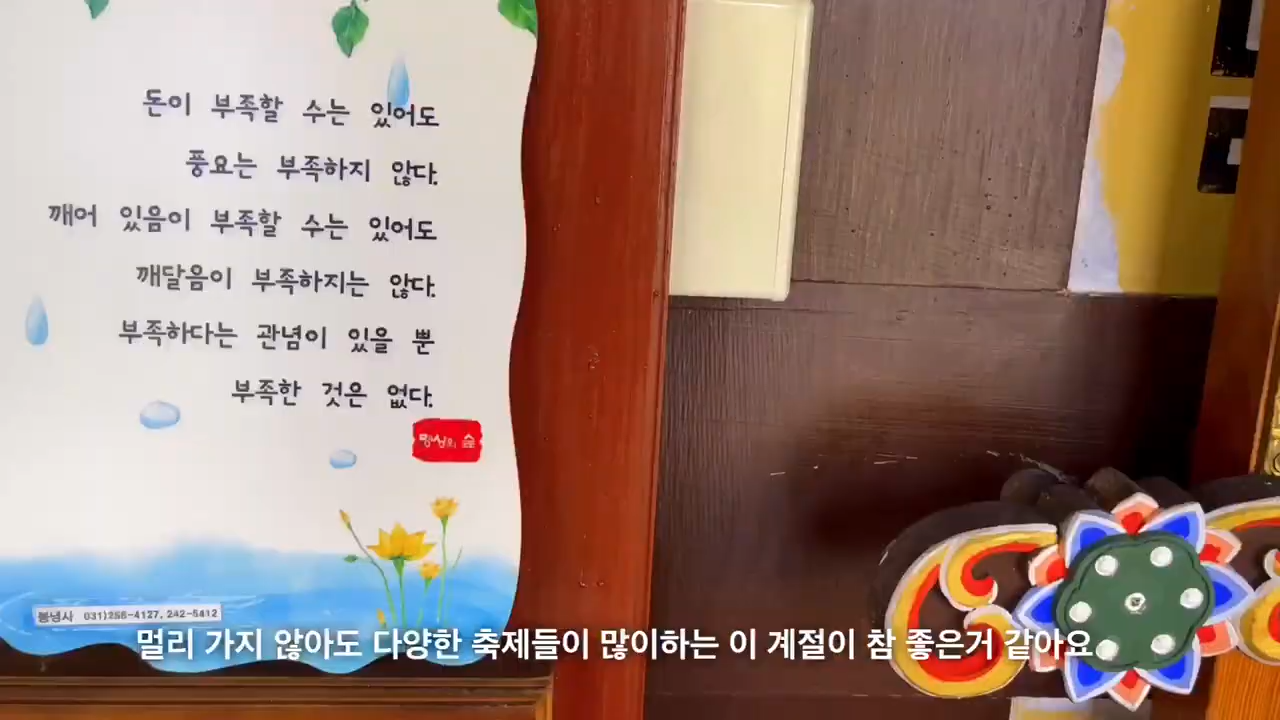 돈이 부족할 수는 있어도
풍요는 부족하지 않다.
깨어 있음이 부족할 수는 있어도
깨달음이 부족하지는 않다.
부족하다는 관념이 있을 뿐
부족한 것은 없다.
명상의 숲
봉녕사 031)256-4127, 242-5412
멀리 가지 않아도 다양한 축제들이 많이하는 이 계절이 참 좋은거 같아요